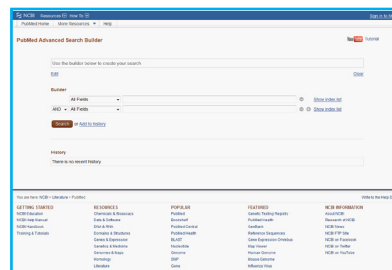 NCBI Resources How To Sign in to N
PubMed Home More Resources Help
PubMed Advanced Search Builder
You Tube Tutorial
Use the builder below to create your search
Edit Clear
Builder
All Fields Show index list
AND All Fields Show index list
Search or Add to history
History
There is no recent history
You are here: NCBI > Literature > PubMed Write to the Help D
GETTING STARTED RESOURCES POPULAR FEATURED NCBI INFORMATION
NCBI Education Chemicals & Bioassays PubMed Genetic Testing Registry About NCBI
NCBI Help Manual Data & Software Bookshelf PubMed Health Research at NCBI
NCBI Handbook DNA & RNA PubMed Central GenBank NCBI News
Training & Tutorials Domains & Structures PubMed Health Reference Sequences NCBI FTP Site
Genes & Expression BLAST Gene Expression Omnibus NCBI on Facebook
Genetics & Medicine Nucleotide Map Viewer NCBI on Twitter
Genomes & Maps Genome Human Genome NCBI on YouTube
Homology SNP Mouse Genome
Literature Gene Influenza Virus